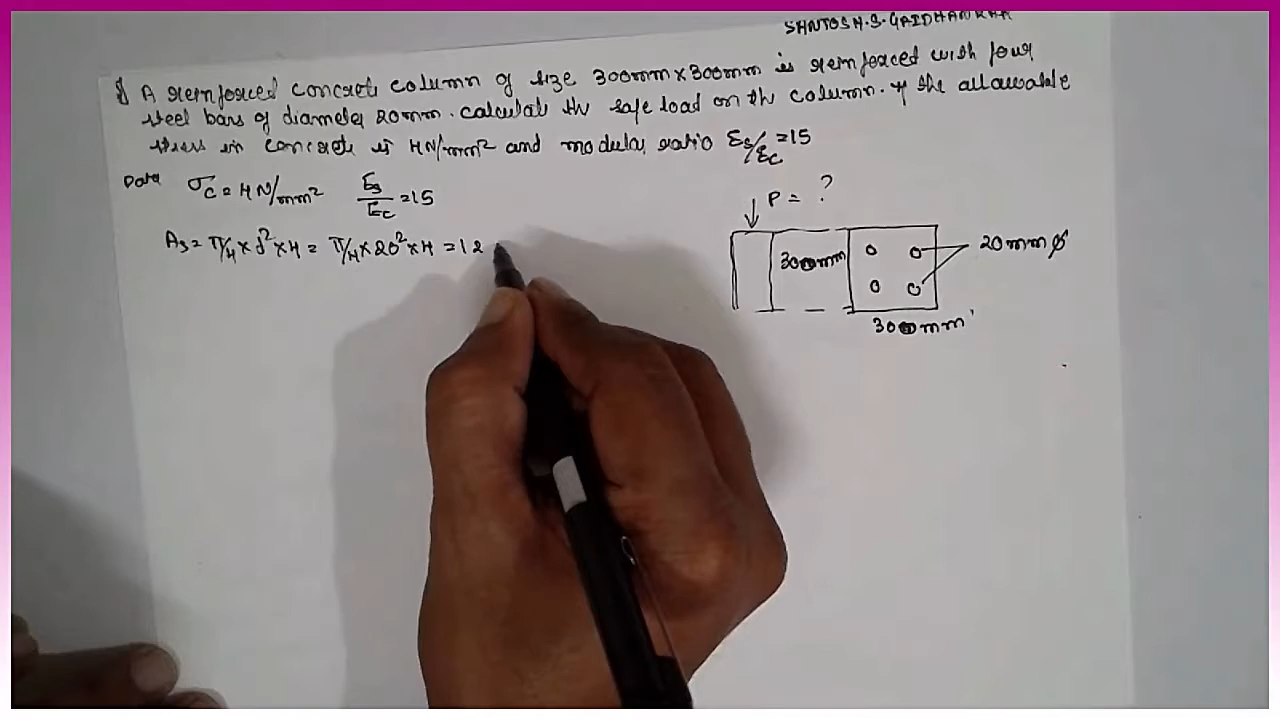 SANTOSH.S.GAIDHANKAR
A reinforced concrete column of size 300mm×300mm is reinforced with four
steel bars of diameter 20mm. calculate the safe load on the column. If the allowable
stress in concrete is 4N/mm² and modular ratio Es/Ec =15
Data σc = 4 N/mm² Es/Ec =15
P = ?
As = π/4 × d² × 4 = π/4 × 20² × 4 = 12
300mm
20mm ϕ
300mm